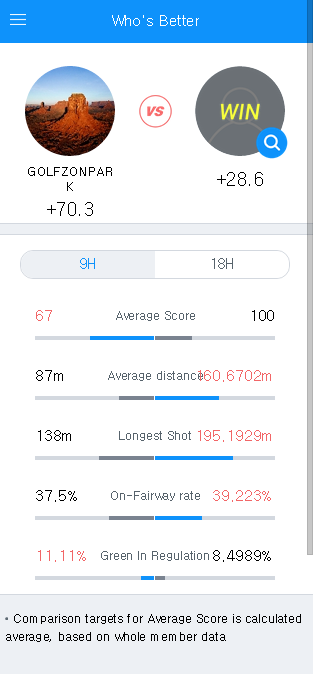 Who's Better
VS
WIN
GOLFZONPAR
K
+70.3
+28.6
9H
18H
67
Average Score
100
87m
Average distance
160,6702m
138m
Longest Shot
195,1929m
37,5%
On-Fairway rate
39,223%
11,11%
Green In Regulation
8,4989%
• Comparison targets for Average Score is calculated
average, based on whole member data